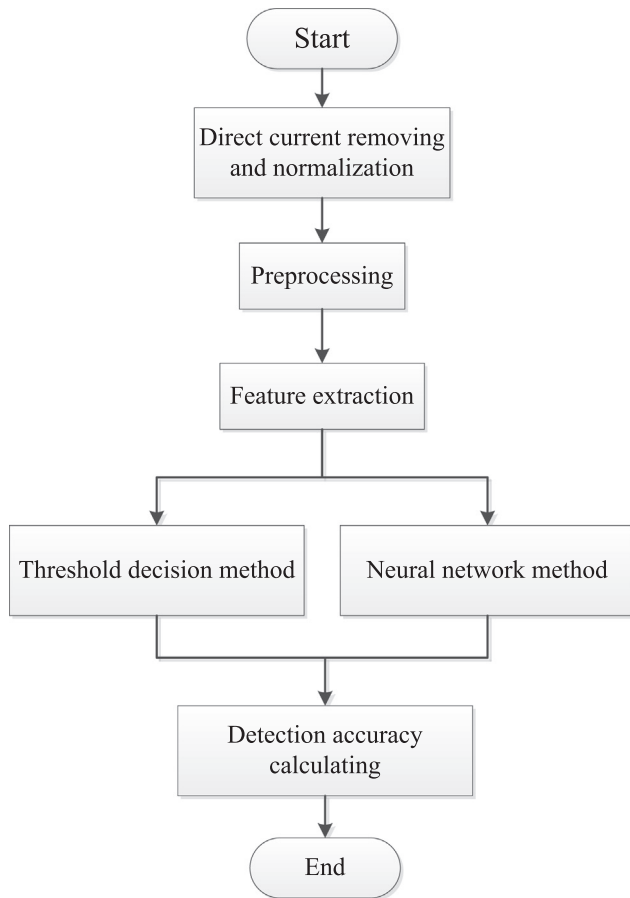 Start
Direct current removing
and normalization
Preprocessing
Feature extraction
Threshold decision method
Neural network method
Detection accuracy
calculating
End